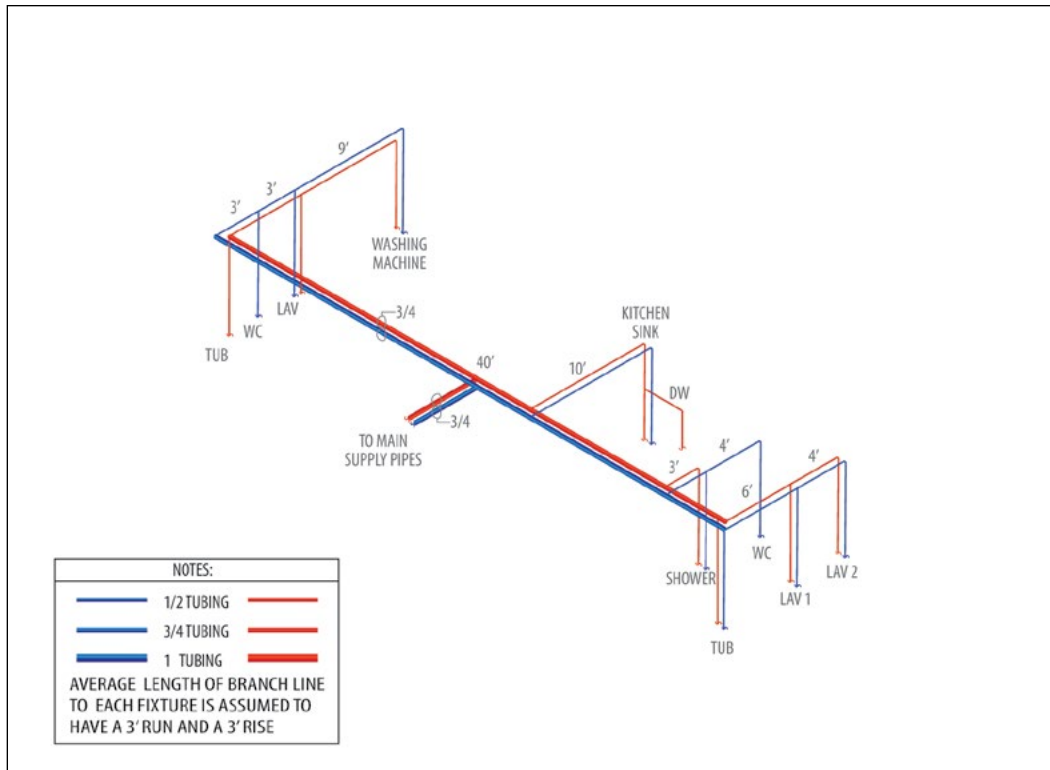 9'
3'
3'
WASHING
MACHINE
LAV
WC
TUB
3/4
40'
KITCHEN
SINK
10'
DW
3/4
TO MAIN
SUPPLY PIPES
4'
3'
4'
6'
WC
SHOWER
LAV 2
LAV 1
TUB
NOTES:
1/2 TUBING
3/4 TUBING
1 TUBING
AVERAGE LENGTH OF BRANCH LINE
TO EACH FIXTURE IS ASSUMED TO
HAVE A 3' RUN AND A 3' RISE